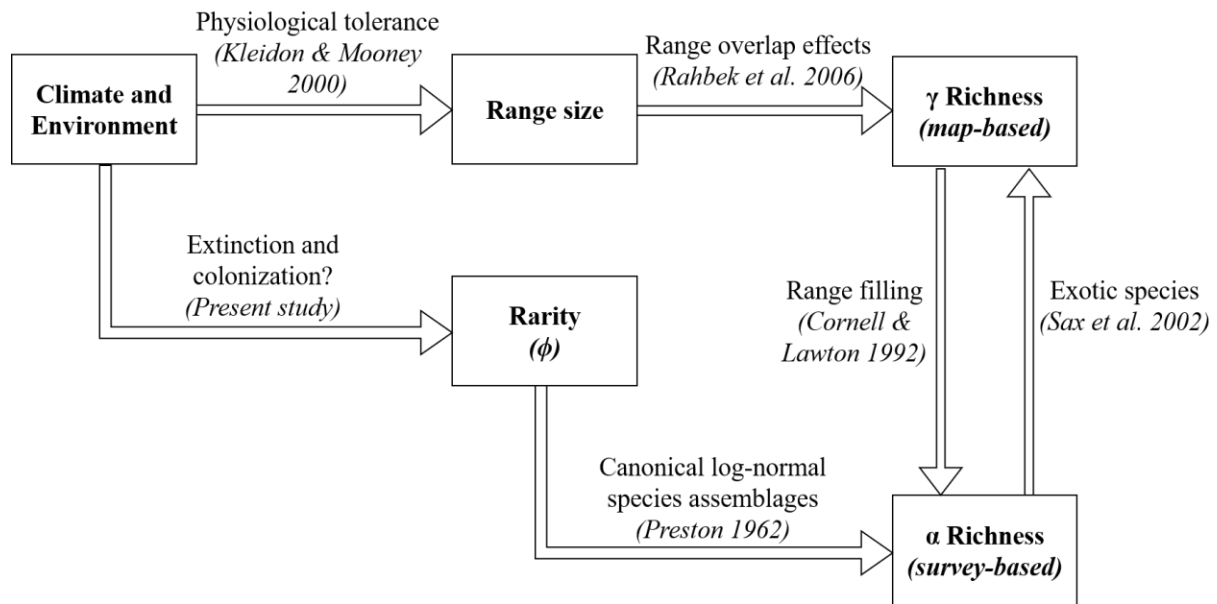 Physiological tolerance
(Kleidon & Mooney
2000)
Range overlap effects
(Rahbek et al. 2006)
Climate and
Environment
Range size
γ Richness
(map-based)
Extinction and
colonization?
(Present study)
Rarity
(ϕ)
Range filling
(Cornell &
Lawton 1992)
Exotic species
(Sax et al. 2002)
Canonical log-normal
species assemblages
(Preston 1962)
α Richness
(survey-based)